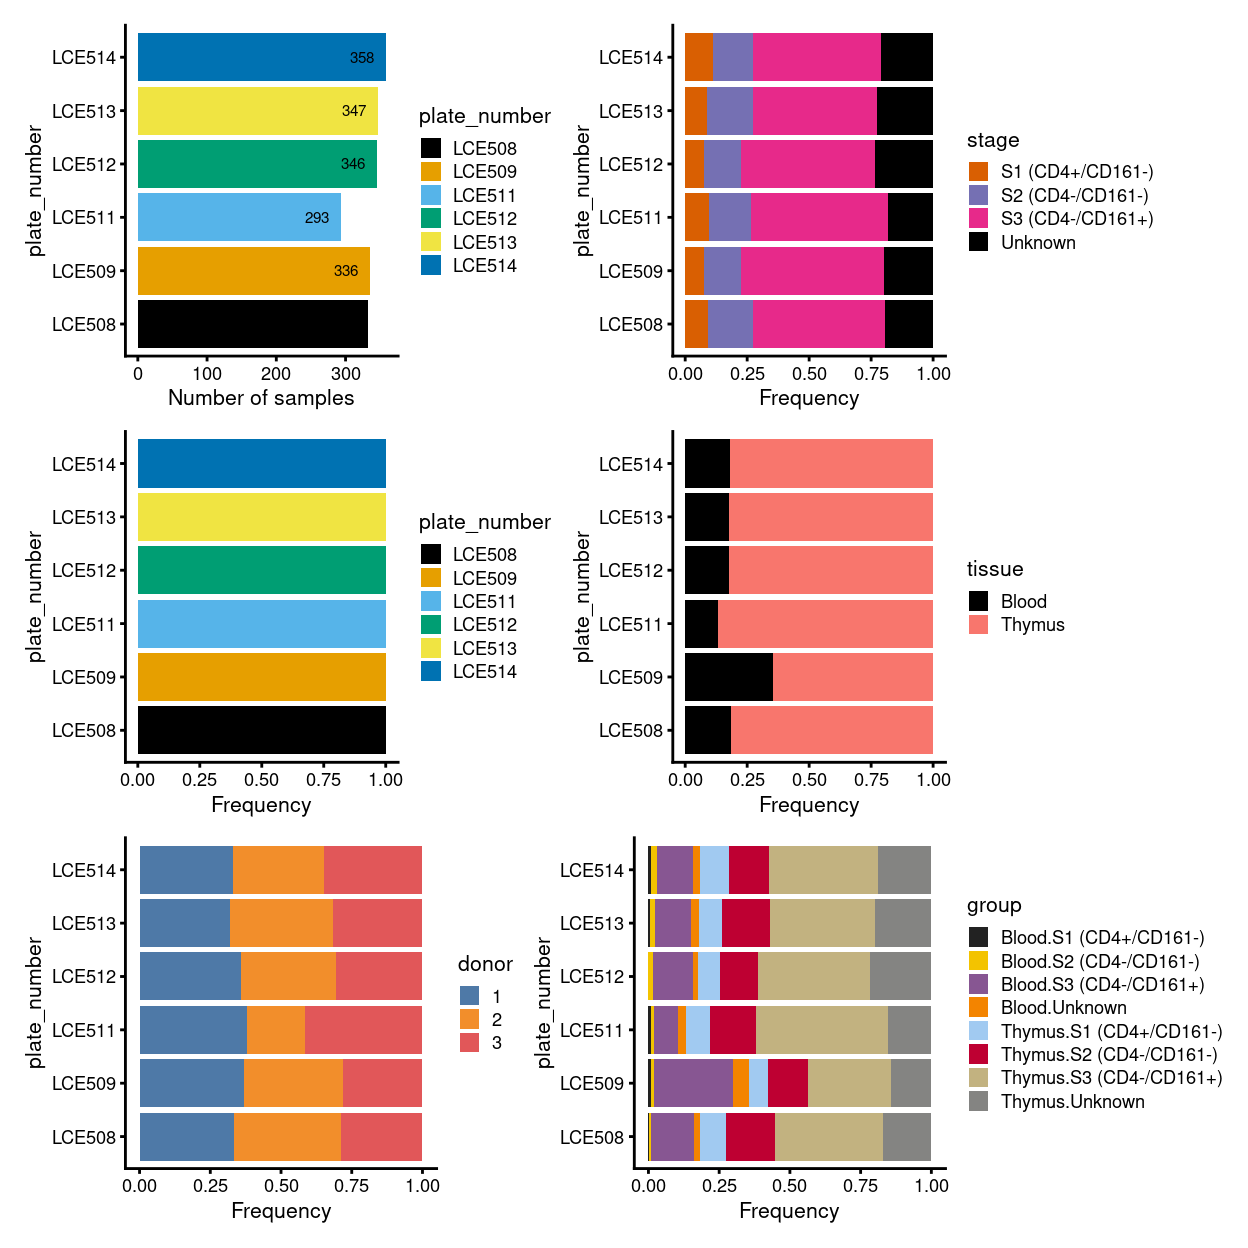 LCE514
LCE513
LCE512
LCE511
LCE509
LCE508
plate_number
358
347
346
293
336
0 100 200 300
Number of samples
plate_number
LCE508
LCE509
LCE511
LCE512
LCE513
LCE514
LCE514
LCE513
LCE512
LCE511
LCE509
LCE508
plate_number
0.00 0.25 0.50 0.75 1.00
Frequency
stage
S1 (CD4+/CD161-)
S2 (CD4-/CD161-)
S3 (CD4-/CD161+)
Unknown
LCE514
LCE513
LCE512
LCE511
LCE509
LCE508
plate_number
0.00 0.25 0.50 0.75 1.00
Frequency
plate_number
LCE508
LCE509
LCE511
LCE512
LCE513
LCE514
LCE514
LCE513
LCE512
LCE511
LCE509
LCE508
plate_number
0.00 0.25 0.50 0.75 1.00
Frequency
tissue
Blood
Thymus
LCE514
LCE513
LCE512
LCE511
LCE509
LCE508
plate_number
0.00 0.25 0.50 0.75 1.00
Frequency
donor
1
2
3
LCE514
LCE513
LCE512
LCE511
LCE509
LCE508
plate_number
0.00 0.25 0.50 0.75 1.00
Frequency
group
Blood.S1 (CD4+/CD161-)
Blood.S2 (CD4-/CD161-)
Blood.S3 (CD4-/CD161+)
Blood.Unknown
Thymus.S1 (CD4+/CD161-)
Thymus.S2 (CD4-/CD161-)
Thymus.S3 (CD4-/CD161+)
Thymus.Unknown